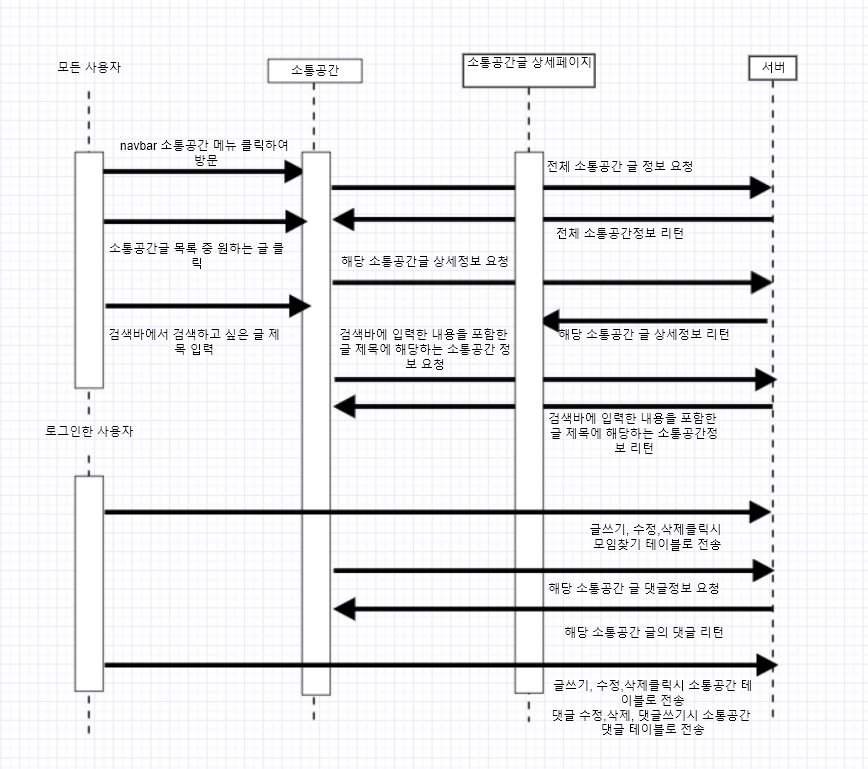 모든 사용자
소통공간
소통공간글 상세페이지
서버
navbar 소통공간 메뉴 클릭하여
방문
전체 소통공간 글 정보 요청
전체 소통공간정보 리턴
소통공간글 목록 중 원하는 글 클
릭
해당 소통공간글 상세정보 요청
해당 소통공간 글 상세정보 리턴
검색바에서 검색하고 싶은 글 제
목 입력
검색바에 입력한 내용을 포함한
글 제목에 해당하는 소통공간 정
보 요청
검색바에 입력한 내용을 포함한
글 제목에 해당하는 소통공간정
보 리턴
로그인한 사용자
글쓰기, 수정,삭제클릭시
모임찾기 테이블로 전송
해당 소통공간 글 댓글정보 요청
해당 소통공간 글의 댓글 리턴
글쓰기, 수정,삭제클릭시 소통공간 테
이블로 전송
댓글 수정,삭제, 댓글쓰기시 소통공간
댓글 테이블로 전송